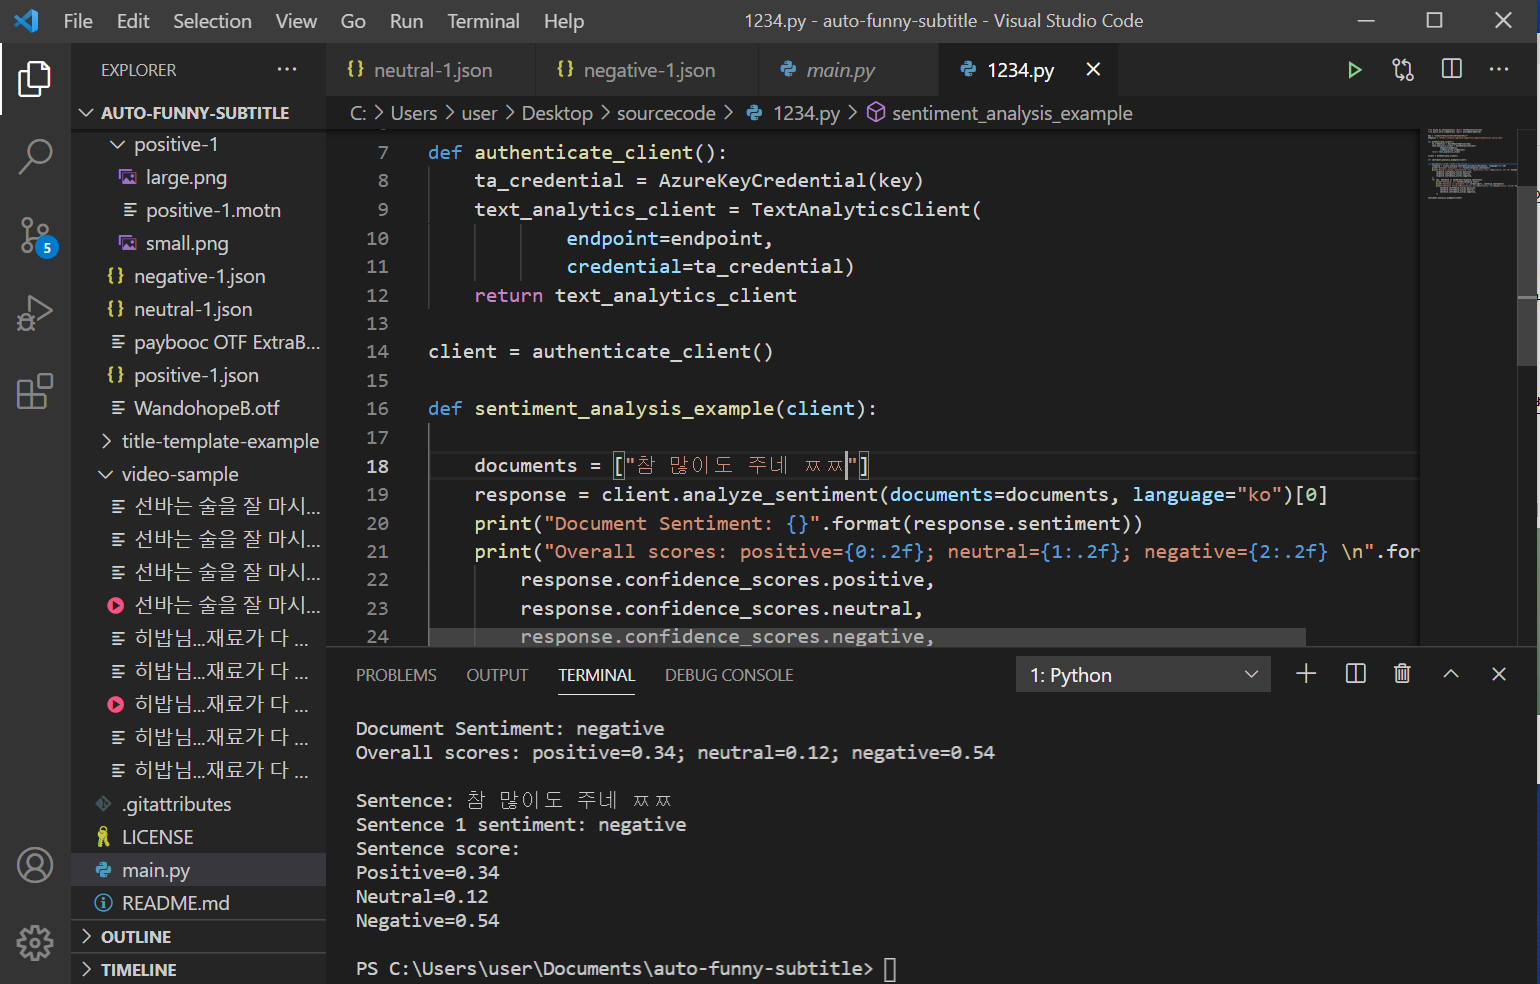 File Edit Selection View Go Run Terminal Help
1234.py - auto-funny-subtitle - Visual Studio Code
EXPLORER
AUTO-FUNNY-SUBTITLE
positive-1
large.png
positive-1.motn
small.png
negative-1.json
neutral-1.json
paybooc OTF ExtraB...
positive-1.json
WandohopeB.otf
title-template-example
video-sample
선바는 술을 잘 마시...
선바는 술을 잘 마시...
선바는 술을 잘 마시...
선바는 술을 잘 마시...
히밥님...재료가 다 ...
히밥님...재료가 다 ...
히밥님...재료가 다 ...
히밥님...재료가 다 ...
히밥님...재료가 다 ...
.gitattributes
LICENSE
main.py
README.md
OUTLINE
TIMELINE
5
{} neutral-1.json {} negative-1.json main.py 1234.py
C: > Users > user > Desktop > sourcecode > 1234.py > sentiment_analysis_example
7 def authenticate_client():
8 ta_credential = AzureKeyCredential(key)
9 text_analytics_client = TextAnalyticsClient(
10 endpoint=endpoint,
11 credential=ta_credential)
12 return text_analytics_client
13
14 client = authenticate_client()
15
16 def sentiment_analysis_example(client):
17
18 documents = ["참 많이도 주네 ㅉㅉ"]
19 response = client.analyze_sentiment(documents=documents, language="ko")[0]
20 print("Document Sentiment: {}".format(response.sentiment))
21 print("Overall scores: positive={0:.2f}; neutral={1:.2f}; negative={2:.2f} \n".for
22 response.confidence_scores.positive,
23 response.confidence_scores.neutral,
24 response.confidence_scores.negative,
PROBLEMS OUTPUT TERMINAL DEBUG CONSOLE 1: Python
Document Sentiment: negative
Overall scores: positive=0.34; neutral=0.12; negative=0.54
Sentence: 참 많이도 주네 ㅉㅉ
Sentence 1 sentiment: negative
Sentence score:
Positive=0.34
Neutral=0.12
Negative=0.54
PS C:\Users\user\Documents\auto-funny-subtitle>